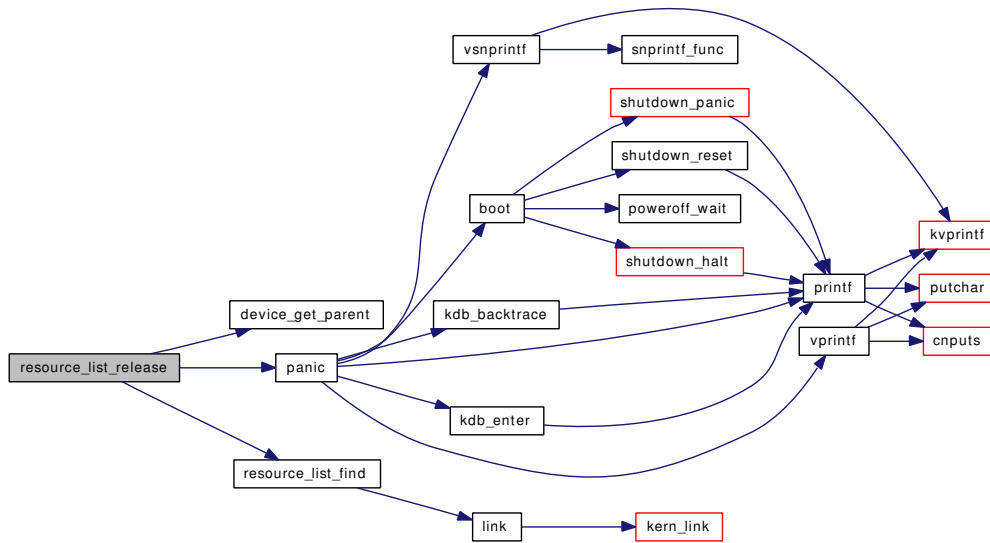 vsnprintf
snprintf_func
shutdown_panic
shutdown_reset
boot
poweroff_wait
kvprintf
shutdown_halt
printf
putchar
device_get_parent
kdb_backtrace
vprintf
cnputs
resource_list_release
panic
kdb_enter
resource_list_find
link
kern_link